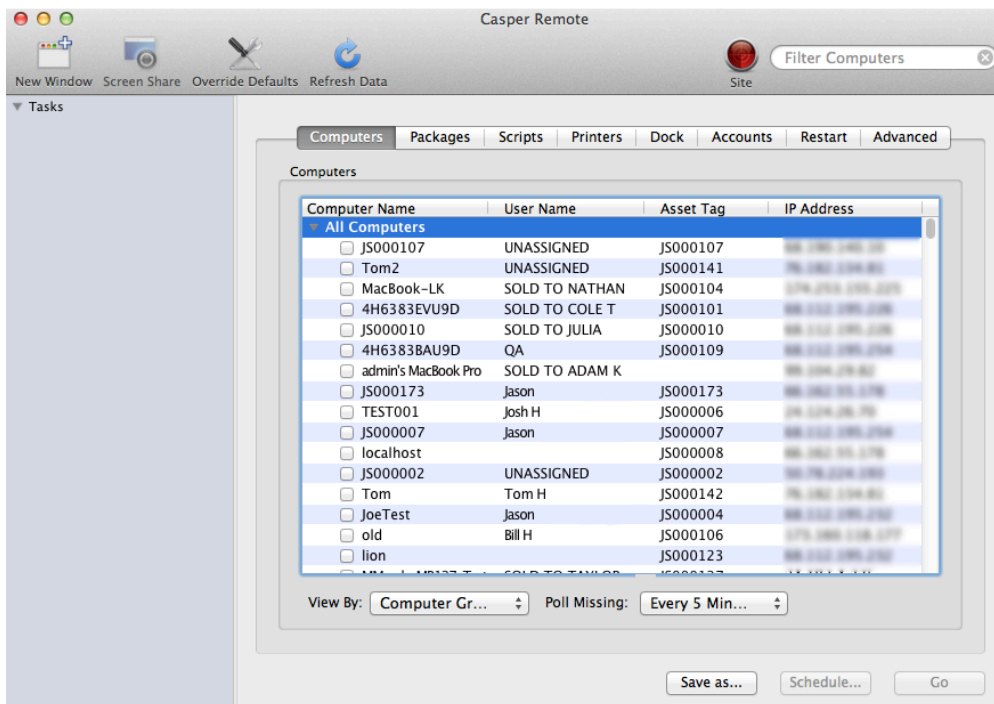 Casper Remote
New Window Screen Share Override Defaults Refresh Data Site Filter Computers
Tasks
Computers Packages Scripts Printers Dock Accounts Restart Advanced
Computers
Computer Name User Name Asset Tag IP Address
All Computers
JS000107 UNASSIGNED JS000107
Tom2 UNASSIGNED JS000141
MacBook-LK SOLD TO NATHAN JS000104
4H6383EVU9D SOLD TO COLE T JS000101
JS000010 SOLD TO JULIA JS000010
4H6383BAU9D QA JS000109
admin's MacBook Pro SOLD TO ADAM K
JS000173 Jason JS000173
TEST001 Josh H JS000006
JS000007 Jason JS000007
localhost JS000008
JS000002 UNASSIGNED JS000002
Tom Tom H JS000142
JoeTest Jason JS000004
old Bill H JS000106
lion JS000123
SOLD TO TAYLOR
View By: Computer Gr... Poll Missing: Every 5 Min...
Save as... Schedule... Go